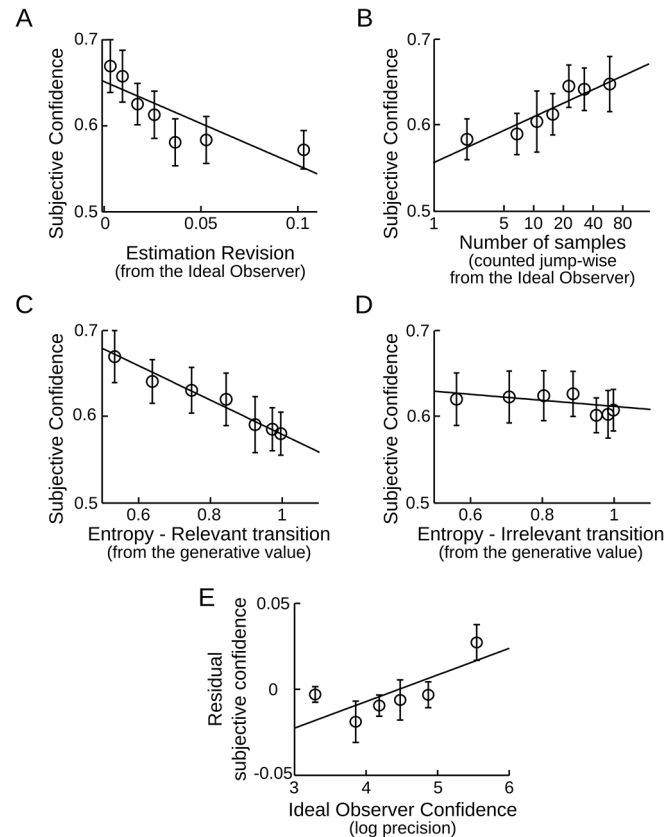 A
Subjective Confidence
0.7
0.6
0.5
0
0.05
0.1
Estimation Revision
(from the Ideal Observer)
B
Subjective Confidence
0.7
0.6
0.5
1
5
10
20
40
80
Number of samples
(counted jump-wise
from the Ideal Observer)
C
Subjective Confidence
0.7
0.6
0.5
0.6
0.8
1
Entropy - Relevant transition
(from the generative value)
D
Subjective Confidence
0.7
0.6
0.5
0.6
0.8
1
Entropy - Irrelevant transition
(from the generative value)
E
Residual
subjective confidence
0.05
0
-0.05
3
4
5
6
Ideal Observer Confidence
(log precision)